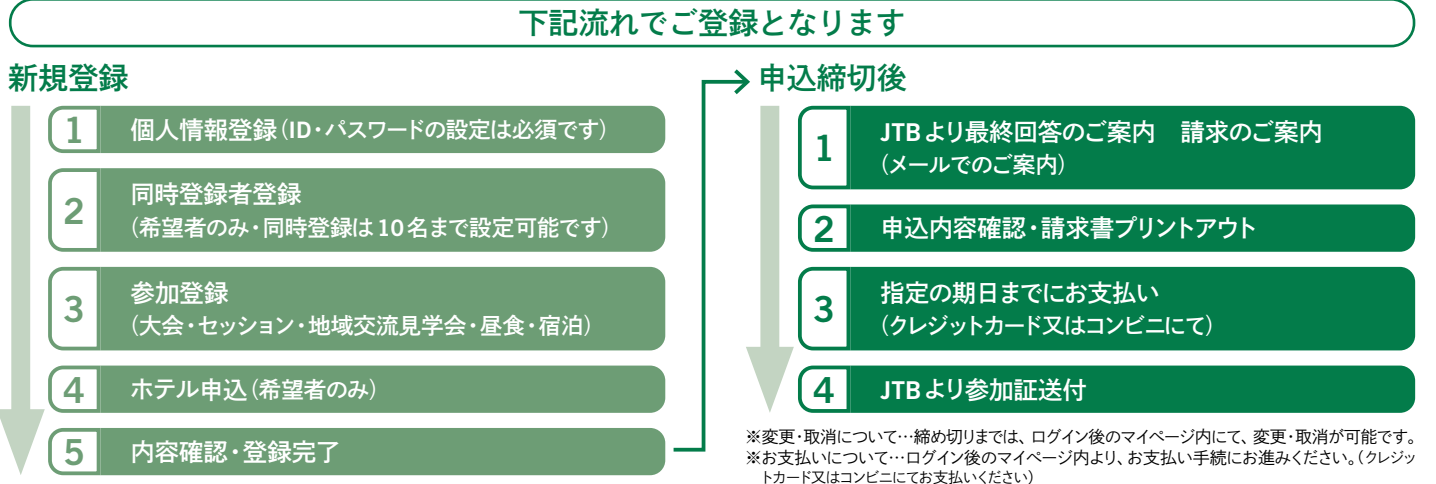 下記流れでご登録となります
新規登録
1 個人情報登録(ID・パスワードの設定は必須です)
2 同時登録者登録
(希望者のみ・同時登録は10名まで設定可能です)
3 参加登録
(大会・セッション・地域交流見学会・昼食・宿泊)
4 ホテル申込(希望者のみ)
5 内容確認・登録完了
申込締切後
1 JTBより最終回答のご案内 請求のご案内
(メールでのご案内)
2 申込内容確認・請求書プリントアウト
3 指定の期日までにお支払い
(クレジットカード又はコンビニにて)
4 JTBより参加証送付
※変更・取消について…締め切りまでは、ログイン後のマイページ内にて、変更・取消が可能です。
※お支払いについて…ログイン後のマイページ内より、お支払い手続にお進みください。(クレジッ
トカード又はコンビニにてお支払いください)